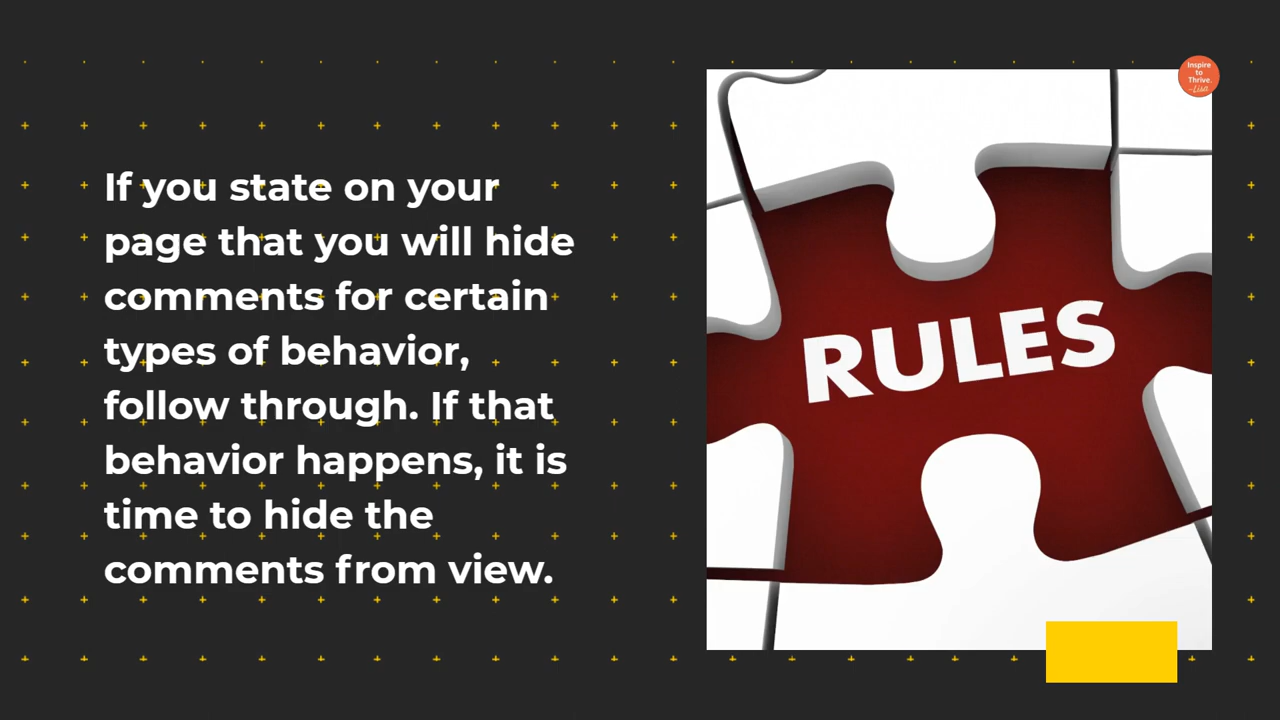 If you state on your
page that you will hide
comments for certain
types of behavior,
follow through. If that
behavior happens, it is
time to hide the
comments from view.
RULES
Inspire
to
Thrive.
~Lisa